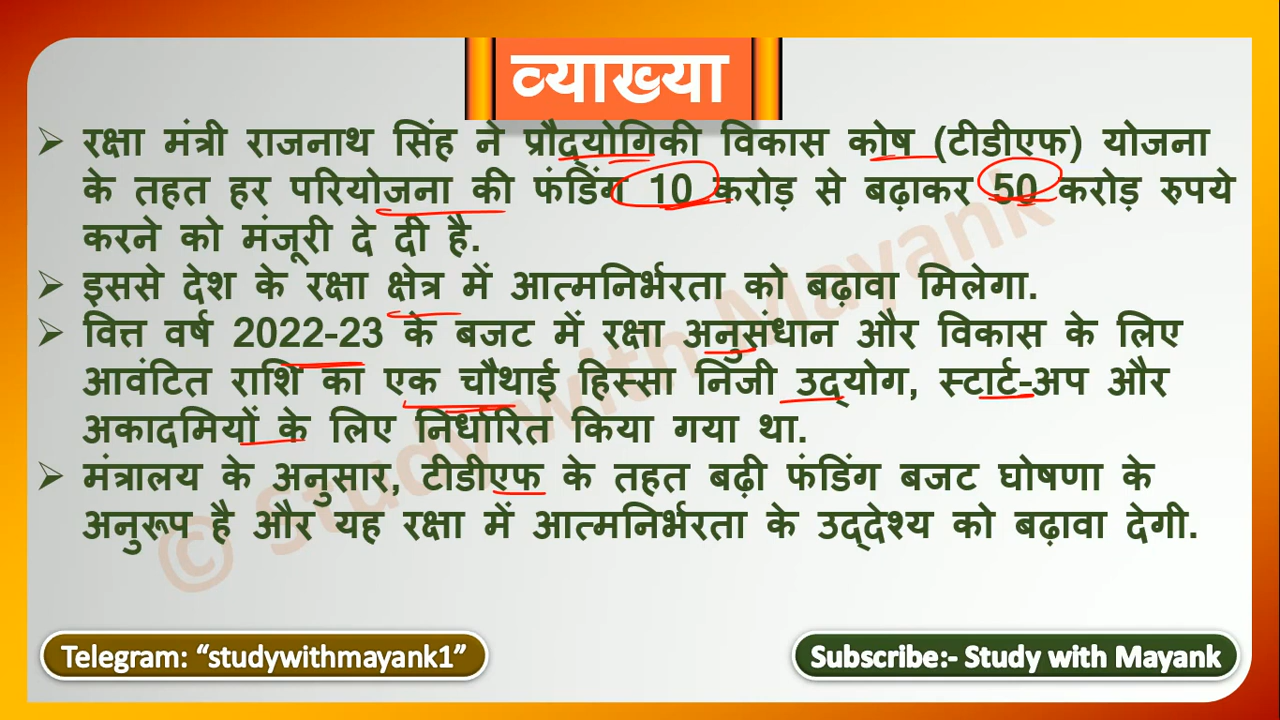 व्याख्या
➢ रक्षा मंत्री राजनाथ सिंह ने प्रौद्योगिकी विकास कोष (टीडीएफ) योजना
के तहत हर परियोजना की फंडिंग 10 करोड़ से बढ़ाकर 50 करोड़ रुपये
करने को मंजूरी दे दी है.
➢ इससे देश के रक्षा क्षेत्र में आत्मनिर्भरता को बढ़ावा मिलेगा.
➢ वित्त वर्ष 2022-23 के बजट में रक्षा अनुसंधान और विकास के लिए
आवंटित राशि का एक चौथाई हिस्सा निजी उद्योग, स्टार्ट-अप और
अकादमियों के लिए निर्धारित किया गया था.
➢ मंत्रालय के अनुसार, टीडीएफ के तहत बढ़ी फंडिंग बजट घोषणा के
अनुरूप है और यह रक्षा में आत्मनिर्भरता के उद्देश्य को बढ़ावा देगी.
© Study with Mayank
Telegram: “studywithmayank1”
Subscribe:- Study with Mayank